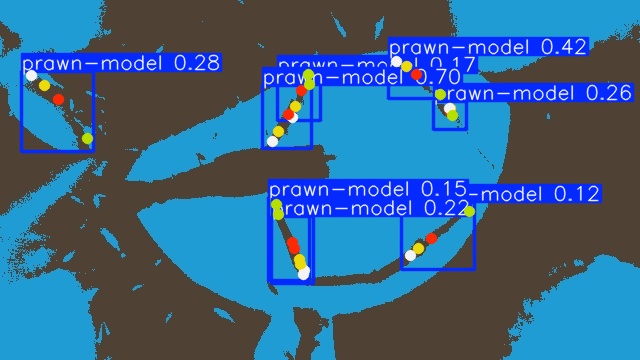 prawn-model 0.42
prawn-model 0.28
prawn-model 0.17
prawn-model 0.70
prawn-model 0.26
prawn-model 0.15
-model 0.12
prawn-model 0.22